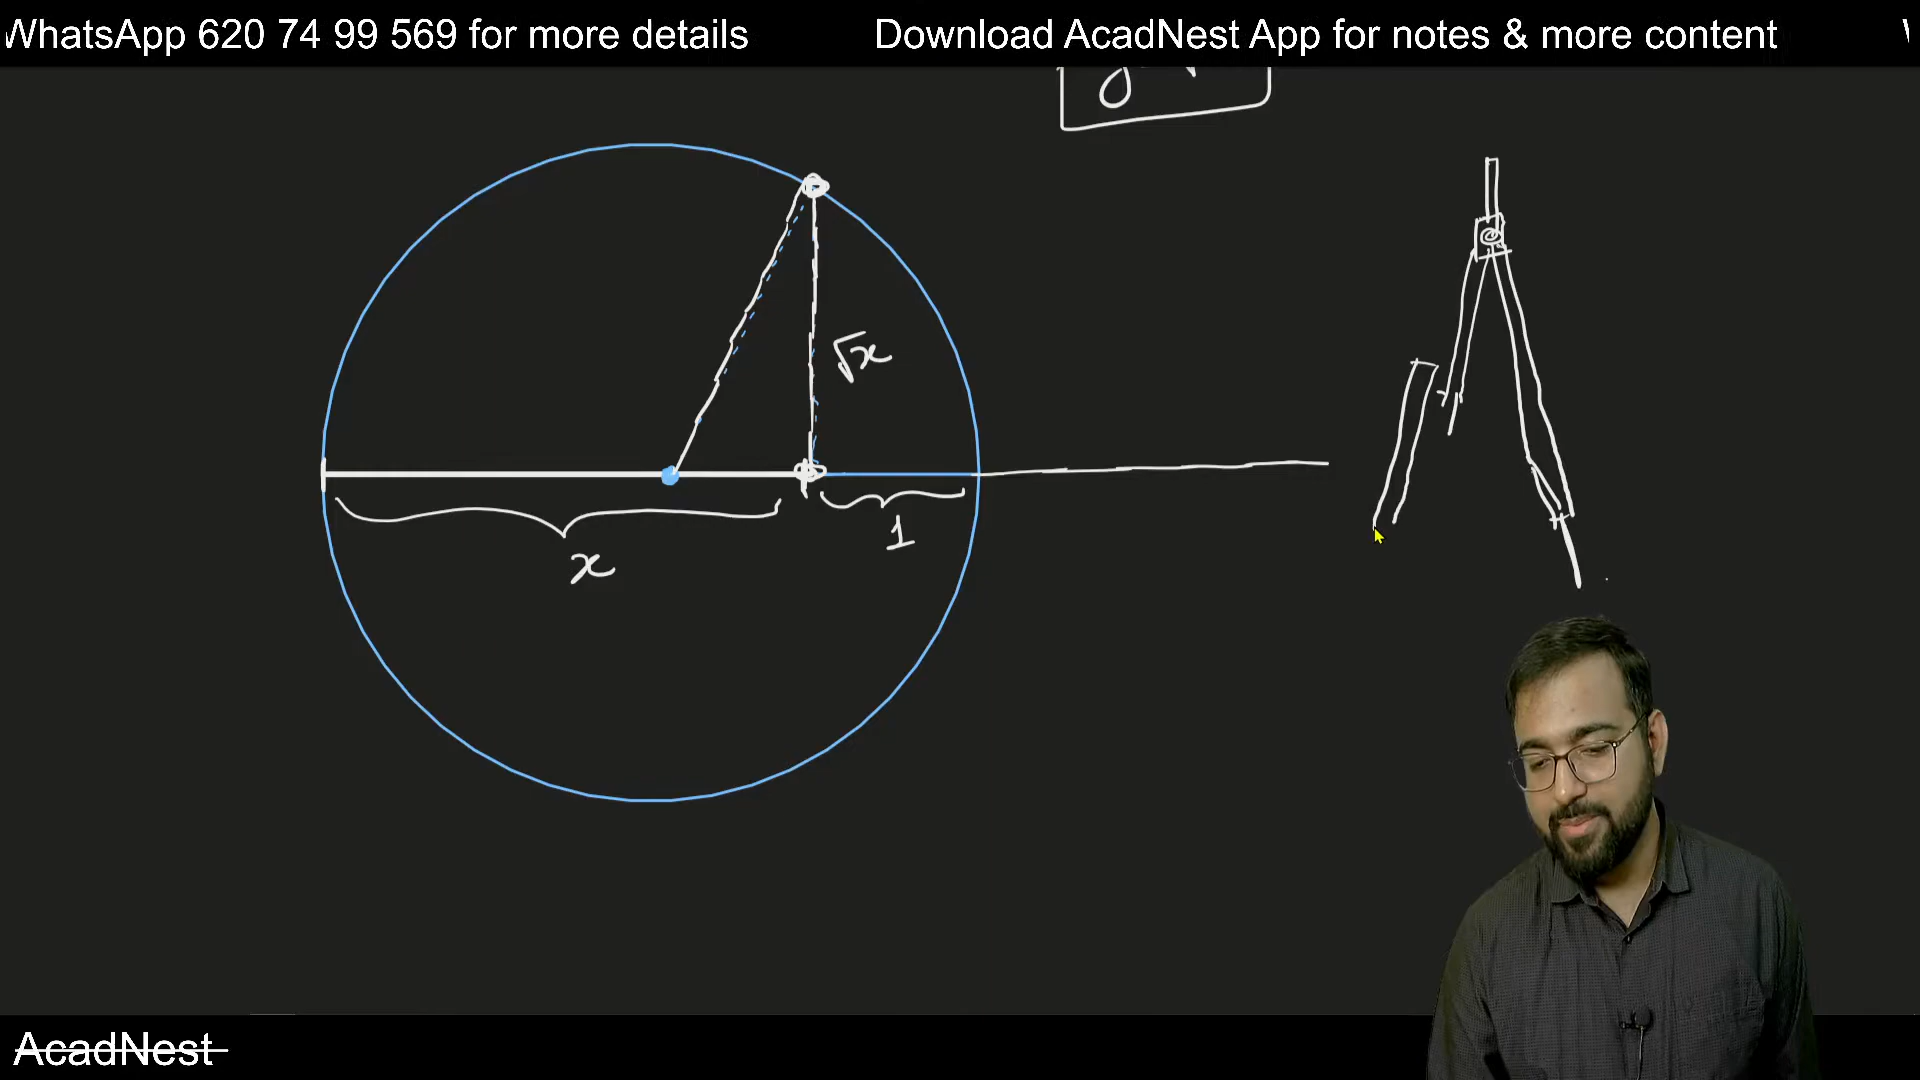 WhatsApp 620 74 99 569 for more details
Download AcadNest App for notes & more content
√x
x
1
AcadNest